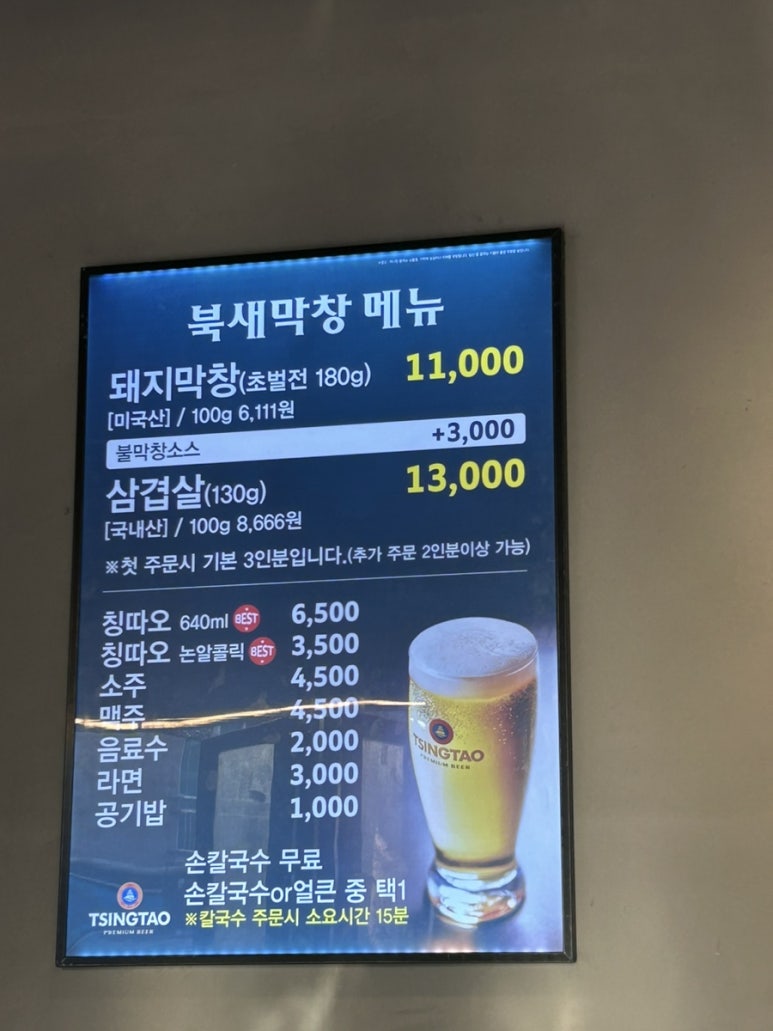 북새막창 메뉴
돼지막창(초벌전 180g) 11,000
[미국산] / 100g 6,111원
불막창소스 +3,000
삼겹살(130g) 13,000
[국내산] / 100g 8,666원
※첫 주문시 기본 3인분입니다.(추가 주문 2인분이상 가능)
칭따오 640ml BEST 6,500
칭따오 논알콜릭 BEST 3,500
소주 4,500
맥주 4,500
음료수 2,000
라면 3,000
공기밥 1,000
TSINGTAO
PREMIUM BEER
손칼국수 무료
손칼국수or얼큰 중 택1
※칼국수 주문시 소요시간 15분
TSINGTAO
PREMIUM BEER